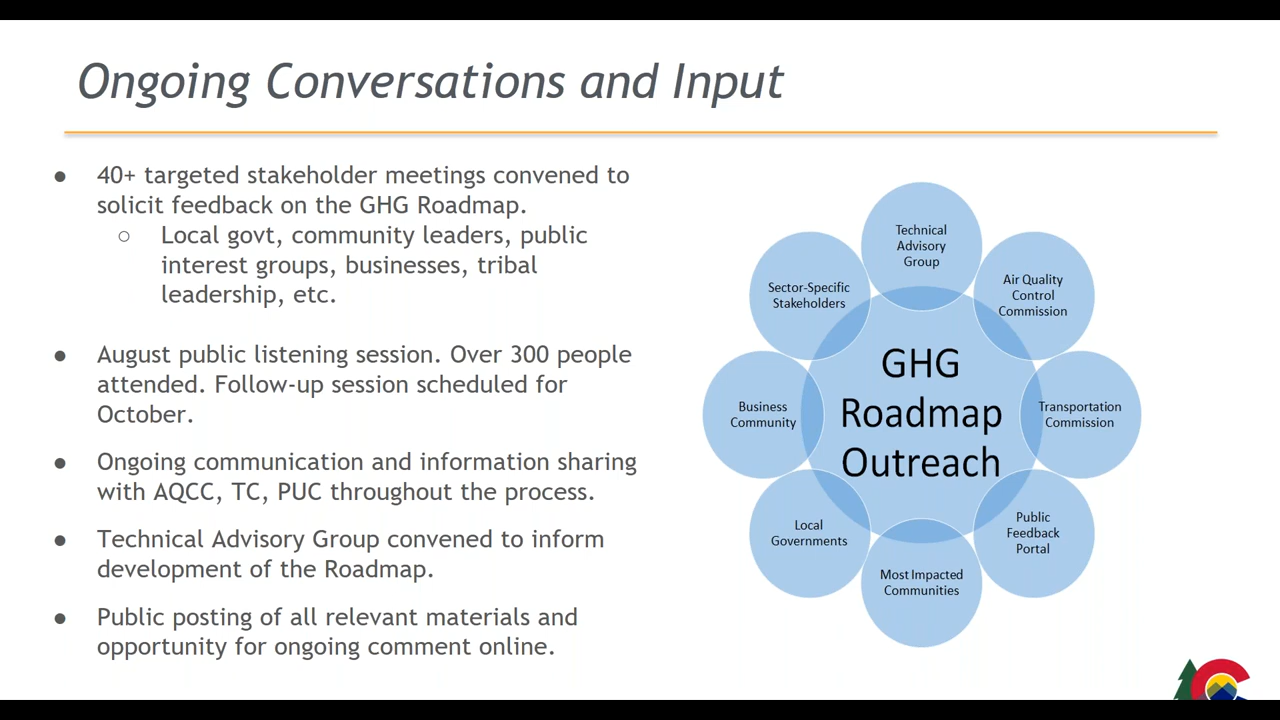 Ongoing Conversations and Input
● 40+ targeted stakeholder meetings convened to
solicit feedback on the GHG Roadmap.
○ Local govt, community leaders, public
interest groups, businesses, tribal
leadership, etc.
● August public listening session. Over 300 people
attended. Follow-up session scheduled for
October.
● Ongoing communication and information sharing
with AQCC, TC, PUC throughout the process.
● Technical Advisory Group convened to inform
development of the Roadmap.
● Public posting of all relevant materials and
opportunity for ongoing comment online.
Technical
Advisory
Group
Air Quality
Control
Commission
Transportation
Commission
Public
Feedback
Portal
Most Impacted
Communities
Local
Governments
Business
Community
Sector-Specific
Stakeholders
GHG
Roadmap
Outreach